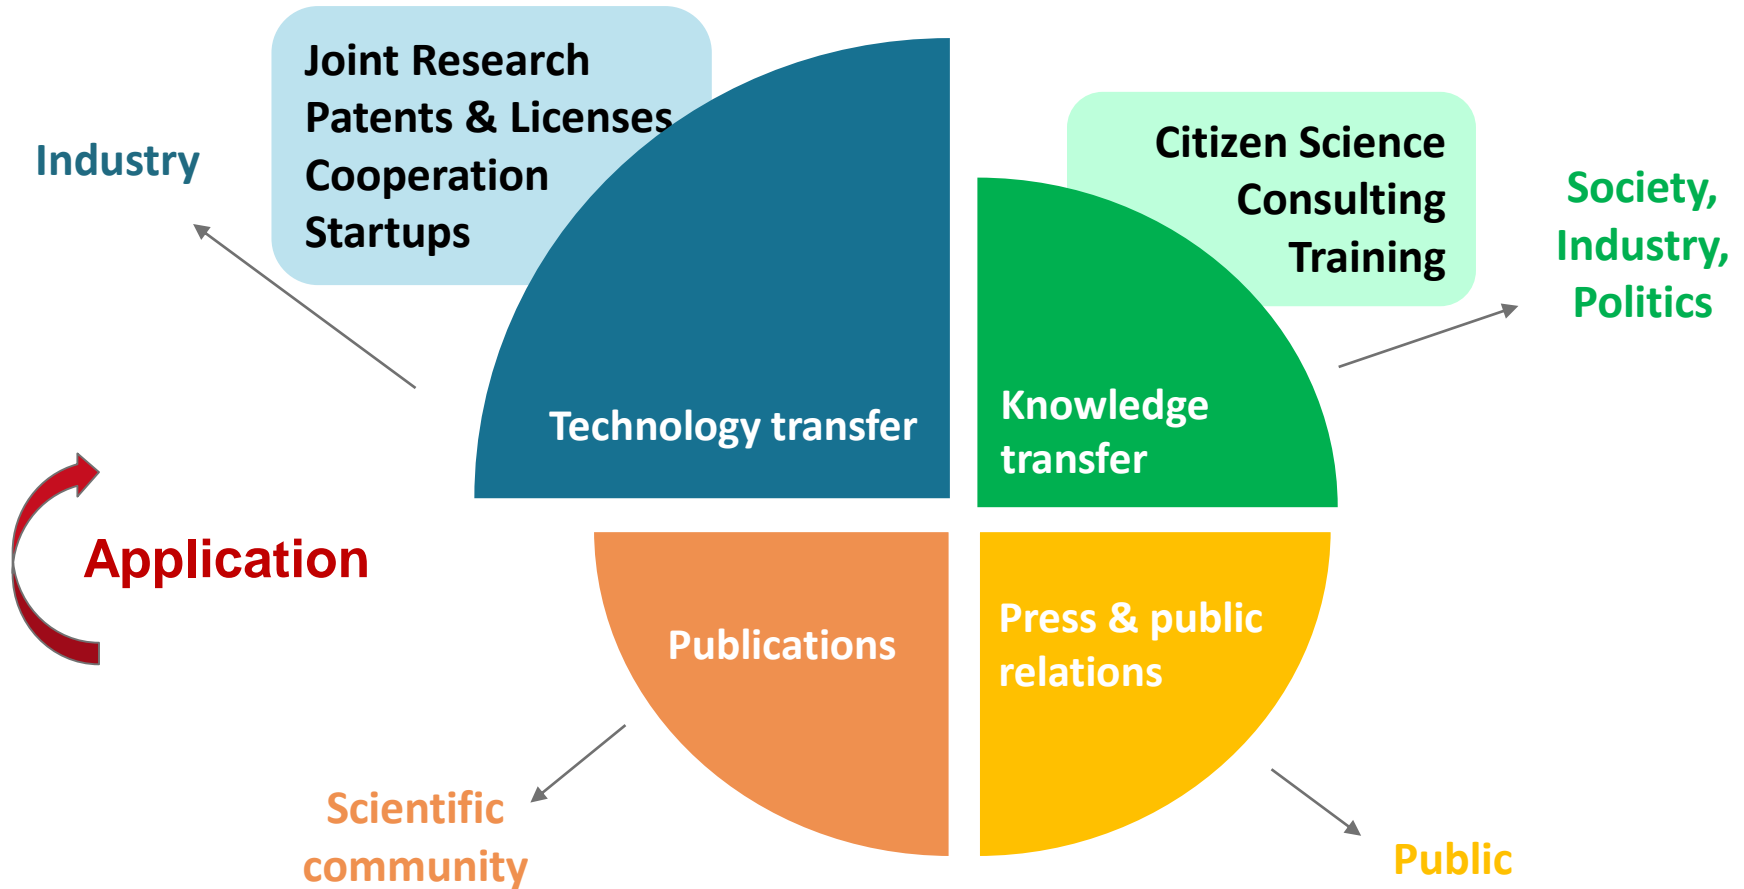 Joint Research
Patents & Licenses
Cooperation
Startups
Industry
Citizen Science
Consulting
Training
Society,
Industry,
Politics
Technology transfer
Knowledge
transfer
Application
Publications
Press & public
relations
Scientific
community
Public